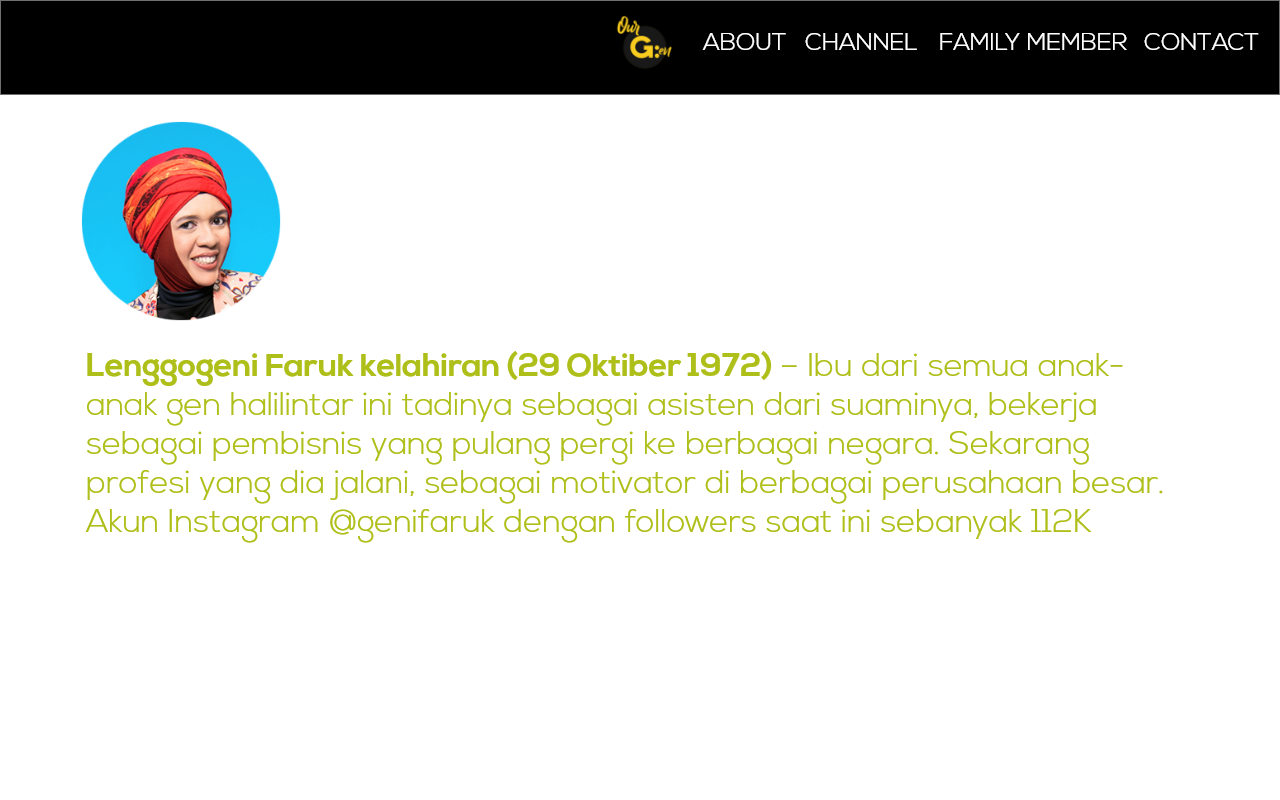 Our
G:en
ABOUT CHANNEL FAMILY MEMBER CONTACT
Lenggogeni Faruk kelahiran (29 Oktiber 1972) – Ibu dari semua anak-
anak gen halilintar ini tadinya sebagai asisten dari suaminya, bekerja
sebagai pembisnis yang pulang pergi ke berbagai negara. Sekarang
profesi yang dia jalani, sebagai motivator di berbagai perusahaan besar.
Akun Instagram @genifaruk dengan followers saat ini sebanyak 112K